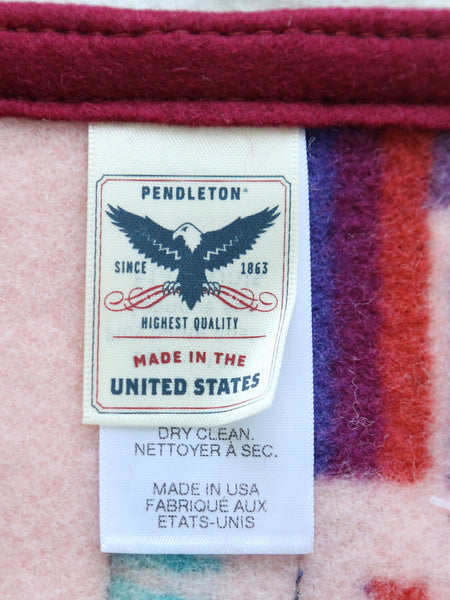 PENDLETON®
SINCE 1863
HIGHEST QUALITY
MADE IN THE
UNITED STATES
DRY CLEAN.
NETTOYER À SEC.
MADE IN USA
FABRIQUÉ AUX
ETATS-UNIS